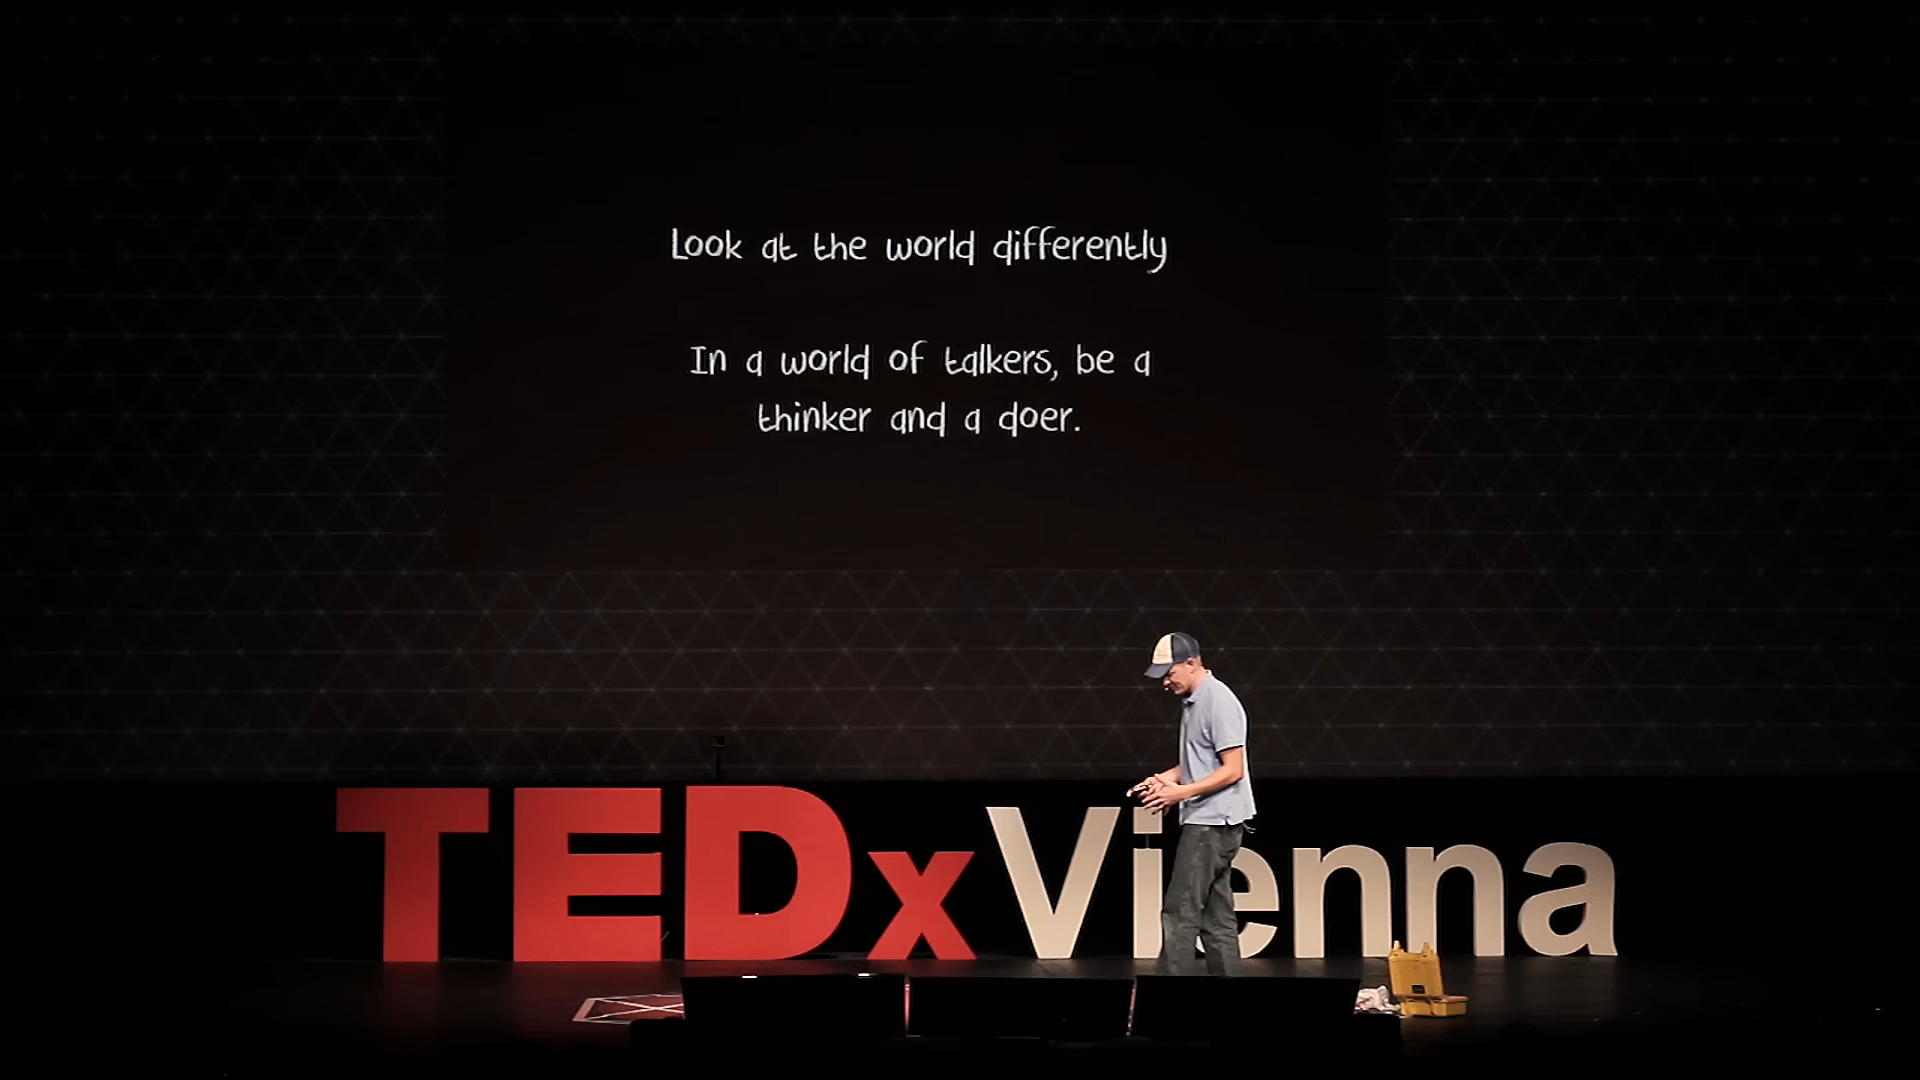 Look at the world differently
In a world of talkers, be a
thinker and a doer.
TEDxVienna